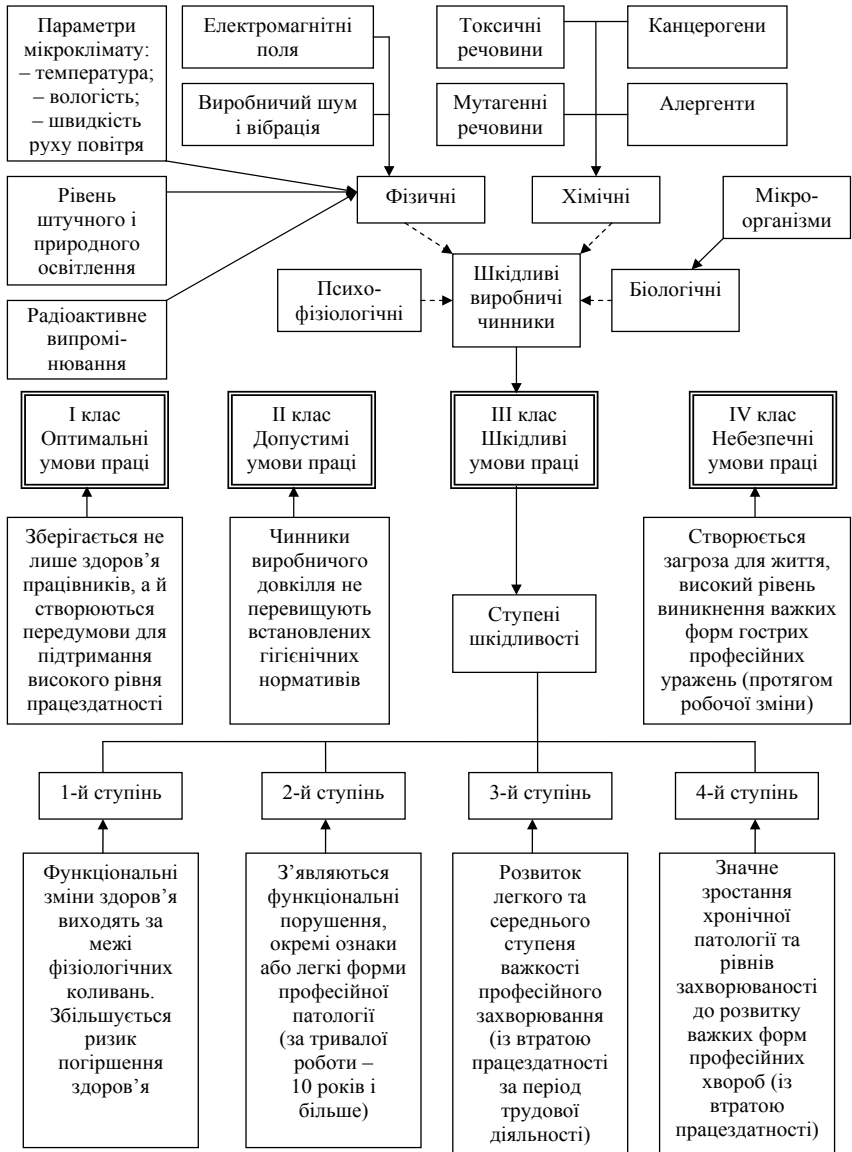 Параметри
мікроклімату:
– температура;
– вологість;
– швидкість
руху повітря
Електромагнітні
поля
Токсичні
речовини
Канцерогени
Виробничий шум
і вібрація
Мутагенні
речовини
Алергенти
Рівень
штучного і
природного
освітлення
Фізичні
Хімічні
Мікро-
організми
Радіоактивне
випромі-
нювання
Психо-
фізіологічні
Шкідливі
виробничі
чинники
Біологічні
I клас
Оптимальні
умови праці
II клас
Допустимі
умови праці
III клас
Шкідливі
умови праці
IV клас
Небезпечні
умови праці
Зберігається не
лише здоров’я
працівників, а й
створюються
передумови для
підтримання
високого рівня
працездатності
Чинники
виробничого
довкілля не
перевищують
встановлених
гігієнічних
нормативів
Ступені
шкідливості
Створюється
загроза для життя,
високий рівень
виникнення важких
форм гострих
професійних
уражень (протягом
робочої зміни)
1-й ступінь
2-й ступінь
3-й ступінь
4-й ступінь
Функціональні
зміни здоров’я
виходять за
межі
фізіологічних
коливань.
Збільшується
ризик
погіршення
здоров’я
З’являються
функціональні
порушення,
окремі ознаки
або легкі форми
професійної
патології
(за тривалої
роботи –
10 років і
більше)
Розвиток
легкого та
середнього
ступеня
важкості
професійного
захворювання
(із втратою
працездатності
за період
трудової
діяльності)
Значне
зростання
хронічної
патології та
рівнів
захворюваності
до розвитку
важких форм
професійних
хвороб (із
втратою
працездатності)